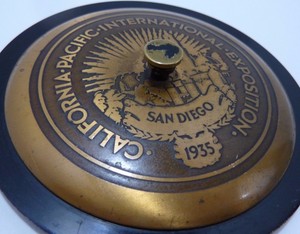 CALIFORNIA·PACIFIC·INTERNATIONAL·EXPOSITION·
SAN DIEGO
1935